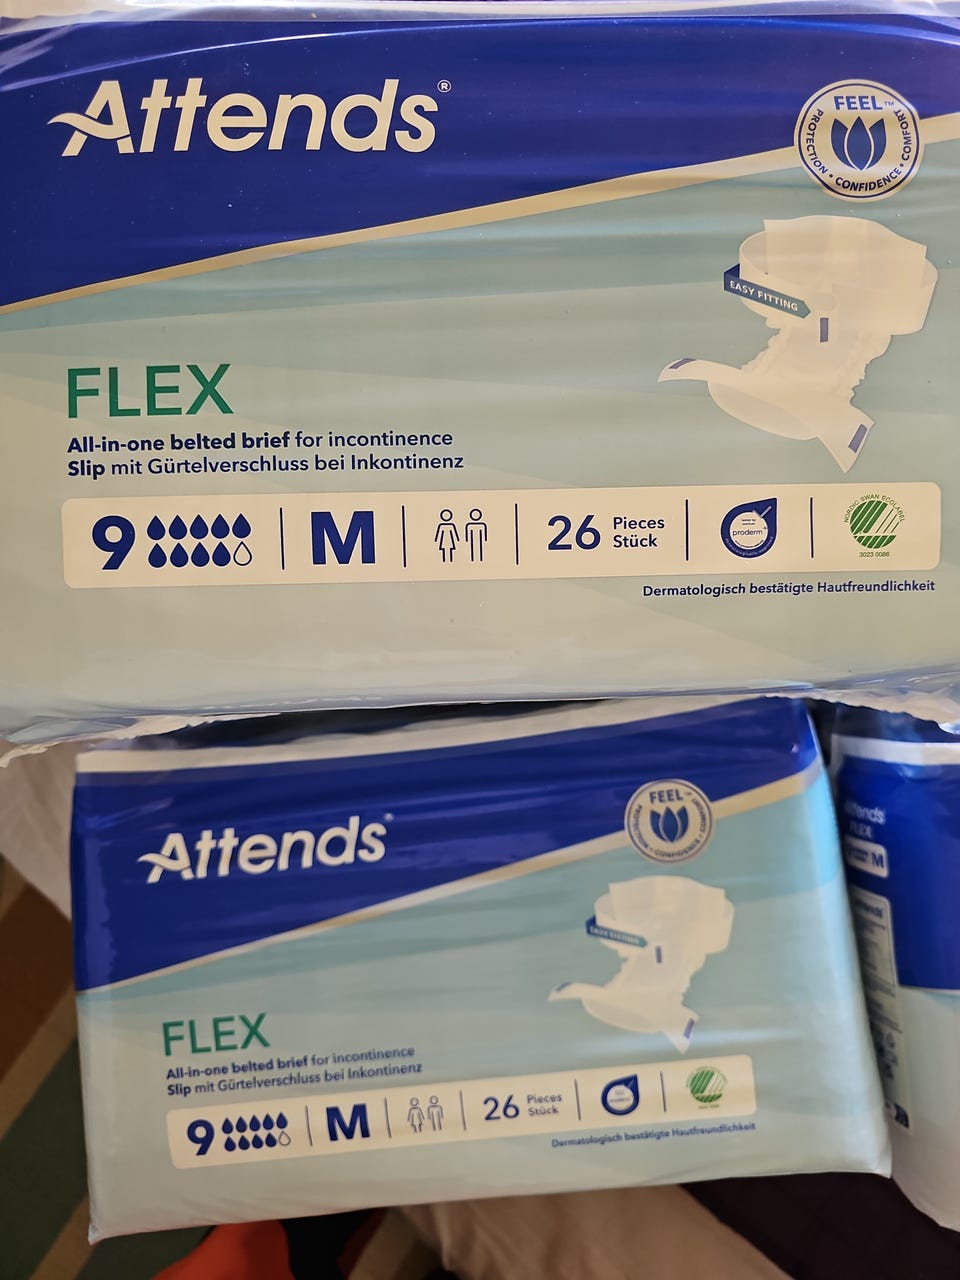 Attends®
FEEL™
PROTECTION • CONFIDENCE • COMFORT
EASY FITTING
FLEX
All-in-one belted brief for incontinence
Slip mit Gürtelverschluss bei Inkontinenz
9 M 26 Pieces
Stück
proderm
NORDIC SWAN ECOLABEL
3023 0086
Dermatologisch bestätigte Hautfreundlichkeit
Attends
FEEL
PROTECTION • CONFIDENCE • COMFORT
EASY FITTING
FLEX
All-in-one belted brief for incontinence
Slip mit Gürtelverschluss bei Inkontinenz
9 M 26 Pieces
Stück
Dermatologisch bestätigte Hautfreundlichkeit
Attends
FLEX
M